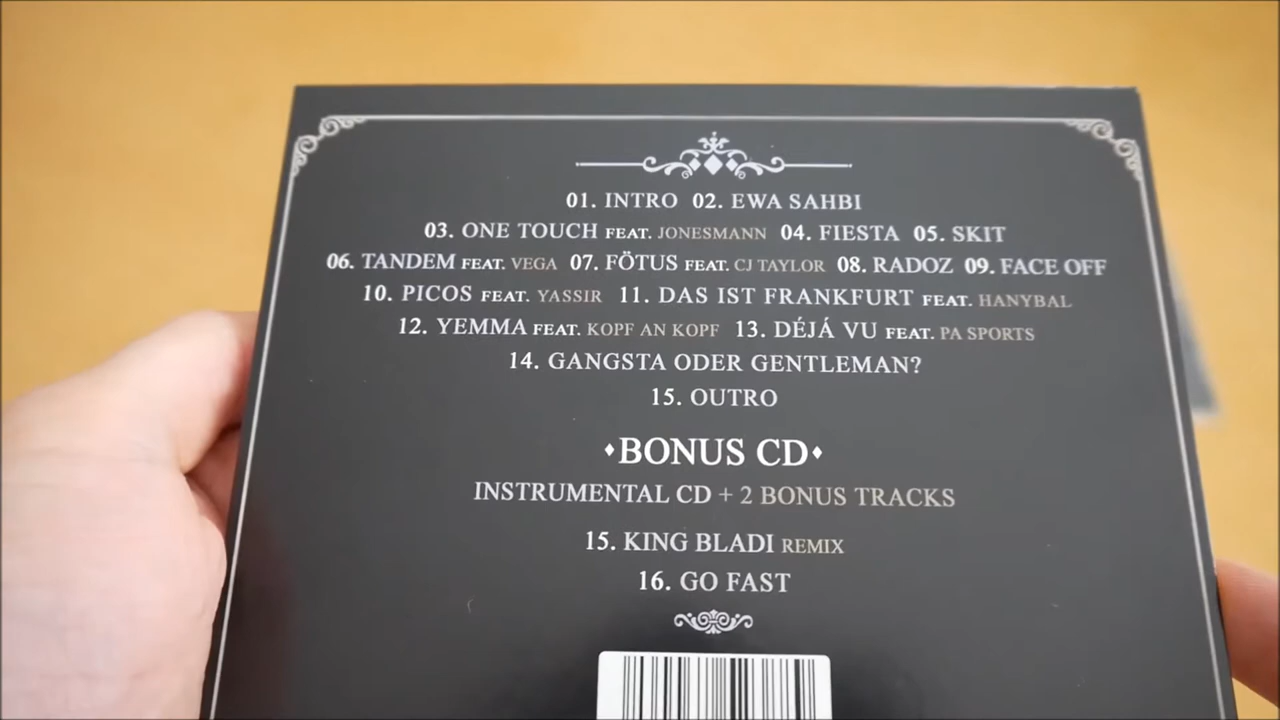 01. INTRO 02. EWA SAHBI
03. ONE TOUCH FEAT. JONESMANN 04. FIESTA 05. SKIT
06. TANDEM FEAT. VEGA 07. FÖTUS FEAT. CJ TAYLOR 08. RADOZ 09. FACE OFF
10. PICOS FEAT. YASSIR 11. DAS IST FRANKFURT FEAT. HANYBAL
12. YEMMA FEAT. KOPF AN KOPF 13. DÉJÁ VU FEAT. PA SPORTS
14. GANGSTA ODER GENTLEMAN?
15. OUTRO
♦BONUS CD♦
INSTRUMENTAL CD + 2 BONUS TRACKS
15. KING BLADI REMIX
16. GO FAST